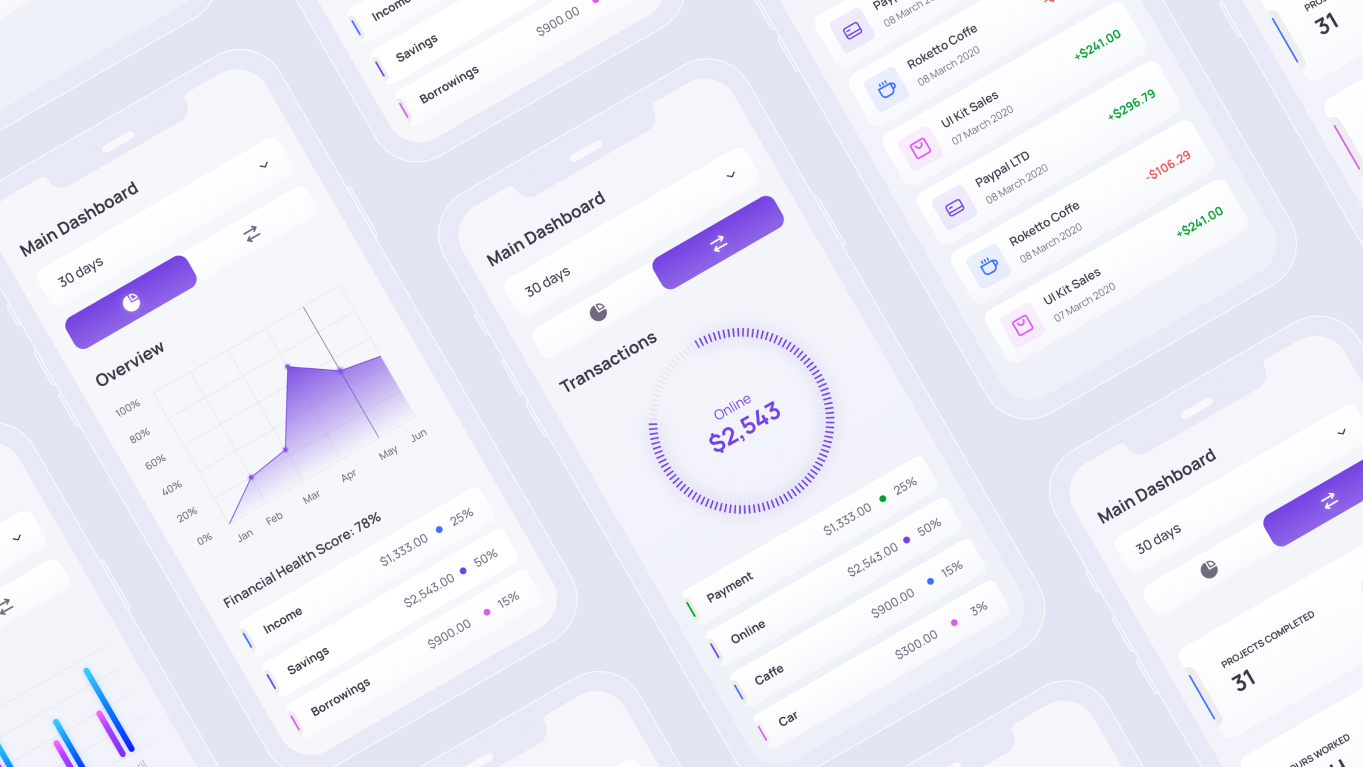 Income
Savings
$900.00
Borrowings
08 March 2020
Roketto Coffe
08 March 2020
UI Kit Sales
07 March 2020
+$241.00
Paypal LTD
08 March 2020
+$296.79
Roketto Coffe
08 March 2020
-$106.29
UI Kit Sales
07 March 2020
+$241.00
31
Main Dashboard
30 days
Overview
100%
80%
60%
40%
20%
0%
Jan
Feb
Mar
Apr
May
Jun
Financial Health Score: 78%
Income
$1,333.00
25%
Savings
$2,543.00
50%
Borrowings
$900.00
15%
Main Dashboard
30 days
Transactions
Online
$2,543
Payment
$1,333.00
25%
Online
$2,543.00
50%
Caffe
$900.00
15%
Car
$300.00
3%
Main Dashboard
30 days
PROJECTS COMPLETED
31